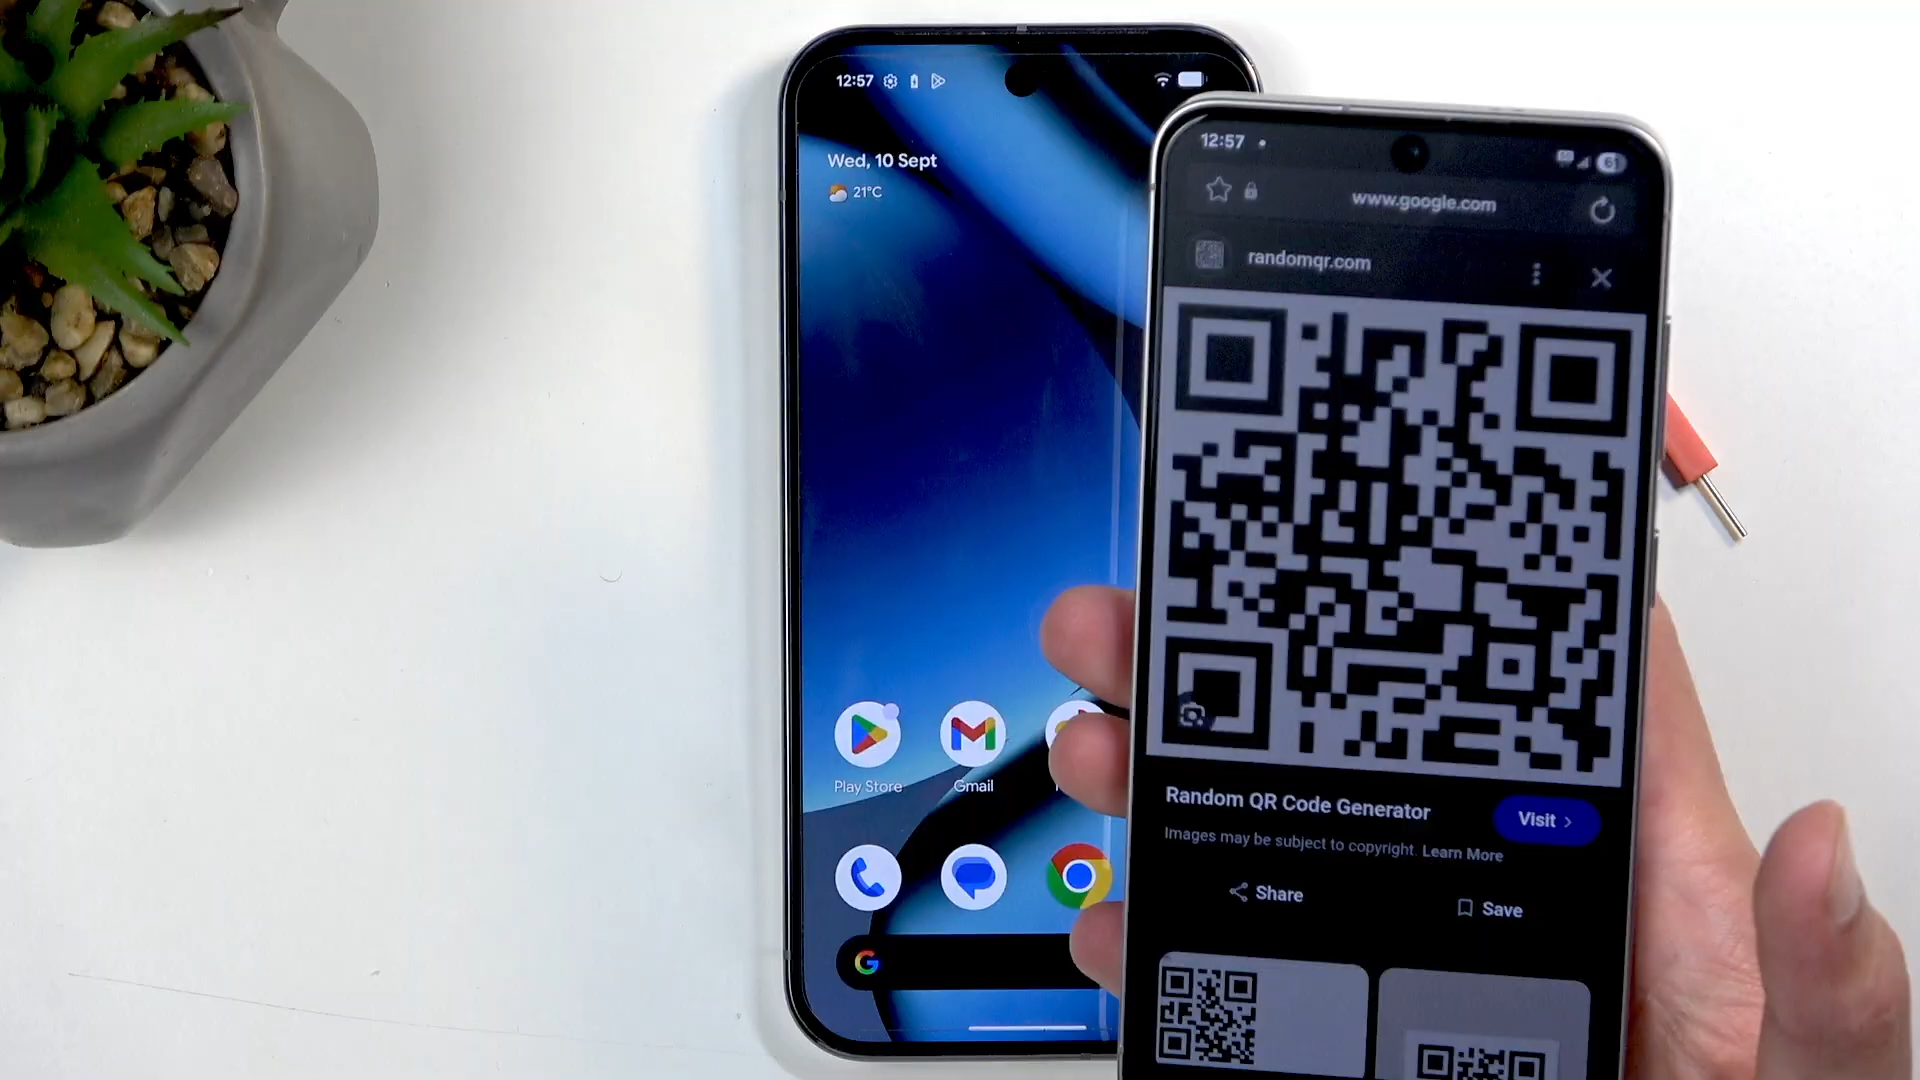 12:57
Wed, 10 Sept
21°C
Play Store
Gmail
12:57
61
www.google.com
randomqr.com
Random QR Code Generator
Visit
Images may be subject to copyright. Learn More
Share
Save